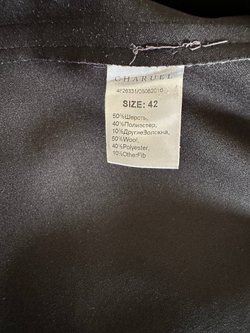 CHARUEL
SIZE: 42
50%Шерсть,
40%Полиэстер,
10%ДругиеВолокна,
50%Wool,
40%Polyester,
10%OtherFib